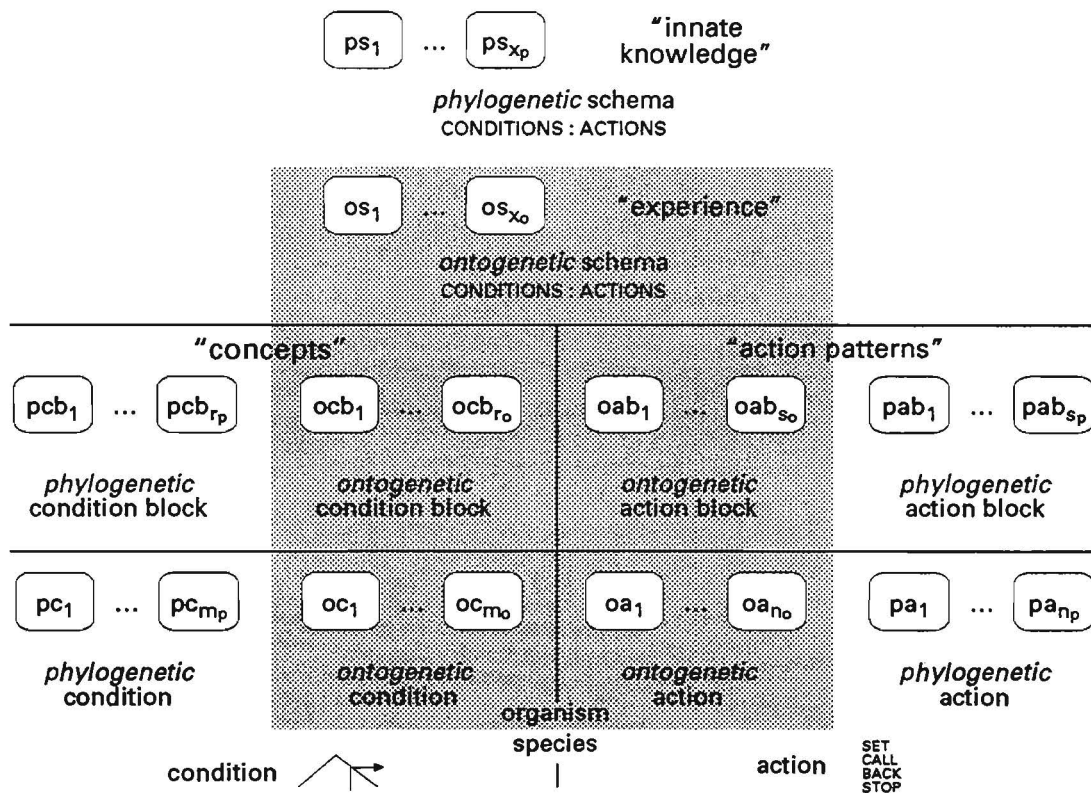 ps1 ... psxp "innate
knowledge"
phylogenetic schema
CONDITIONS : ACTIONS
os1 ... osxo "experience"
ontogenetic schema
CONDITIONS : ACTIONS
"concepts" "action patterns"
pcb1 ... pcbrp ocb1 ... ocbro oab1 ... oabso pab1 ... pabsp
phylogenetic ontogenetic ontogenetic phylogenetic
condition block condition block action block action block
pc1 ... pcmp oc1 ... ocmo oa1 ... oano pa1 ... panp
phylogenetic ontogenetic ontogenetic phylogenetic
condition condition action action
organism
species
condition action
SET
CALL
BACK
STOP